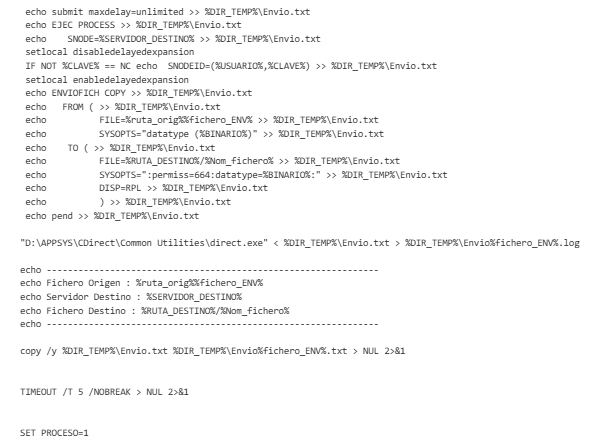 echo submit maxdelay=unlimited >> %DIR_TEMP%\Envio.txt
echo EJEC PROCESS >> %DIR_TEMP%\Envio.txt
echo    SNODE=%SERVIDOR_DESTINO% >> %DIR_TEMP%\Envio.txt
setlocal disabledelayedexpansion
IF NOT %CLAVE% == NC echo  SNODEID=(%USUARIO%,%CLAVE%) >> %DIR_TEMP%\Envio.txt
setlocal enabledelayedexpansion
echo ENVIOFICH COPY >> %DIR_TEMP%\Envio.txt
echo   FROM ( >> %DIR_TEMP%\Envio.txt
echo          FILE=%ruta_orig%%fichero_ENV% >> %DIR_TEMP%\Envio.txt
echo          SYSOPTS="datatype (%BINARIO%)" >> %DIR_TEMP%\Envio.txt
echo    TO ( >> %DIR_TEMP%\Envio.txt
echo          FILE=%RUTA_DESTINO%/%Nom_fichero% >> %DIR_TEMP%\Envio.txt
echo          SYSOPTS=":permiss=664:datatype=%BINARIO%:" >> %DIR_TEMP%\Envio.txt
echo          DISP=RPL >> %DIR_TEMP%\Envio.txt
echo          ) >> %DIR_TEMP%\Envio.txt
echo pend >> %DIR_TEMP%\Envio.txt
"D:\APPSYS\CDirect\Common Utilities\direct.exe" < %DIR_TEMP%\Envio.txt > %DIR_TEMP%\Envio%fichero_ENV%.log
echo ---------------------------------------------------------------
echo Fichero Origen : %ruta_orig%%fichero_ENV%
echo Servidor Destino : %SERVIDOR_DESTINO%
echo Fichero Destino : %RUTA_DESTINO%/%Nom_fichero%
echo ---------------------------------------------------------------
copy /y %DIR_TEMP%\Envio.txt %DIR_TEMP%\Envio%fichero_ENV%.txt > NUL 2>&1
TIMEOUT /T 5 /NOBREAK > NUL 2>&1
SET PROCESO=1